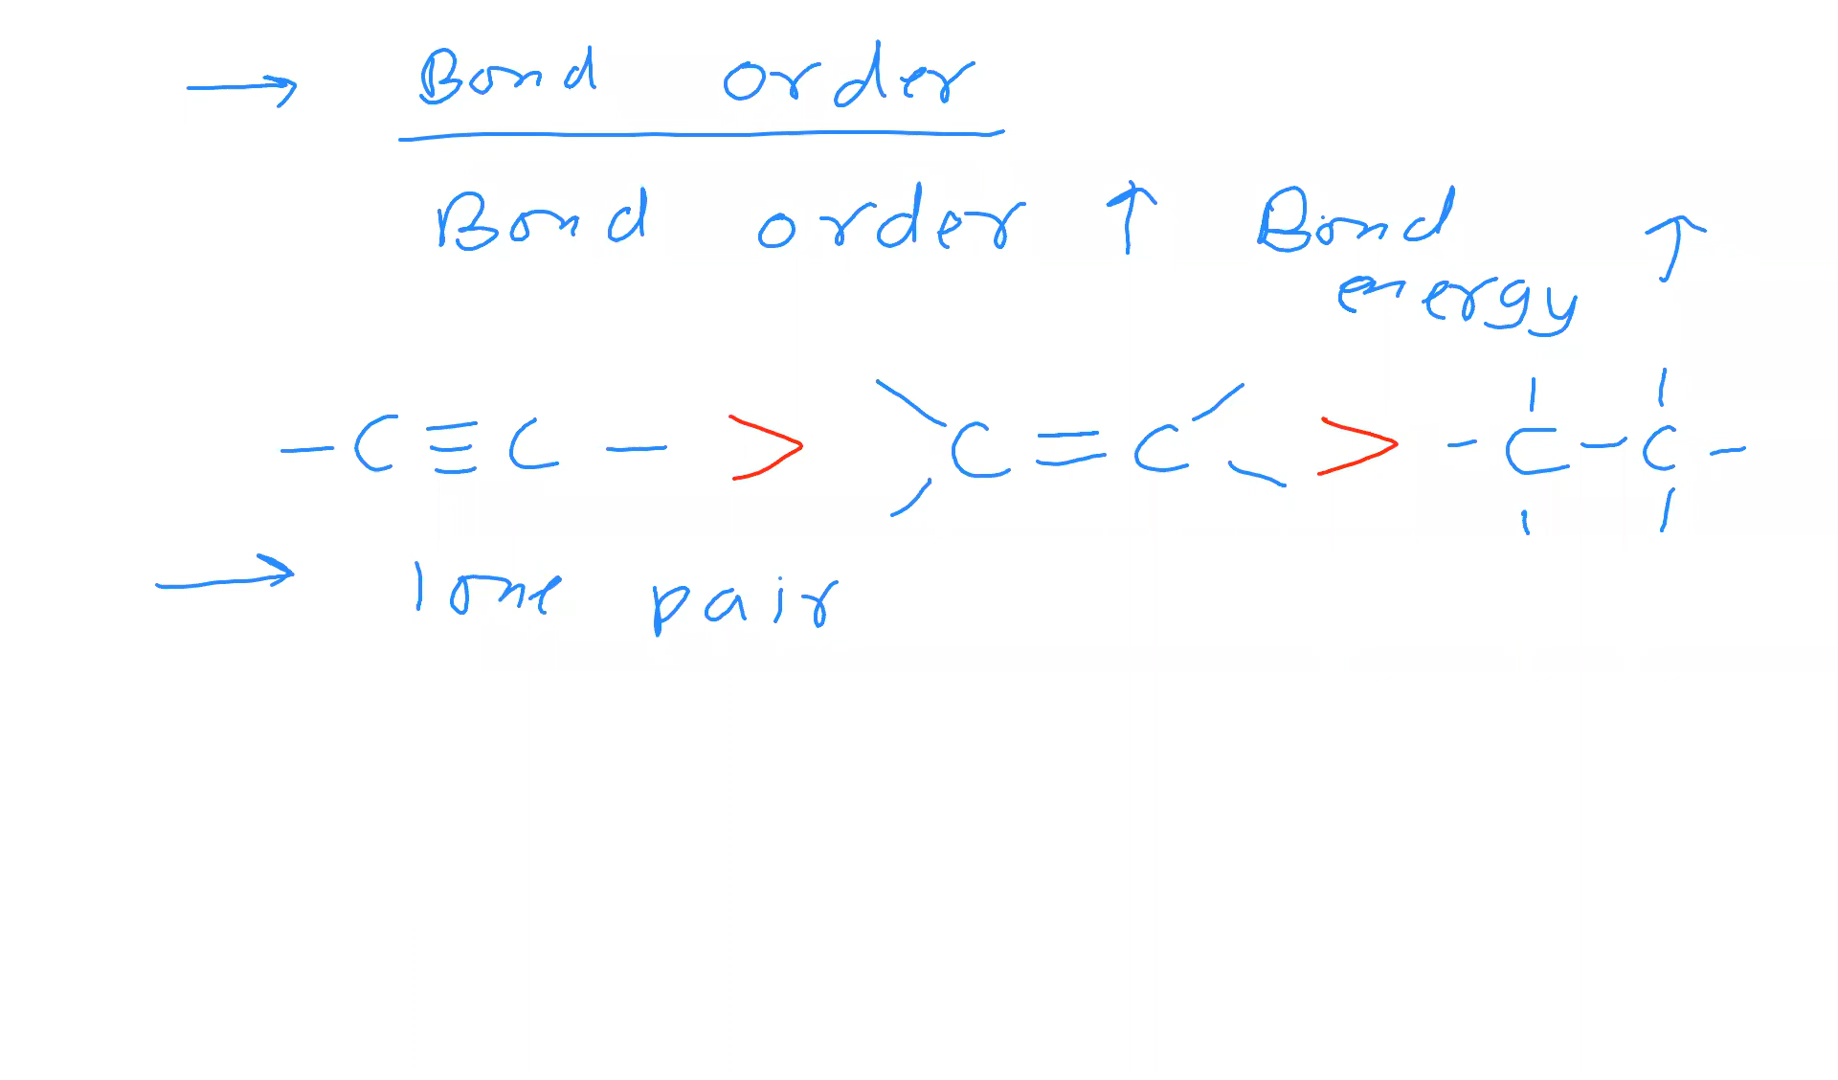 → Bond order
Bond order ↑ Bond energy ↑
-C≡C- > C=C > -C-C-
→ lone pair